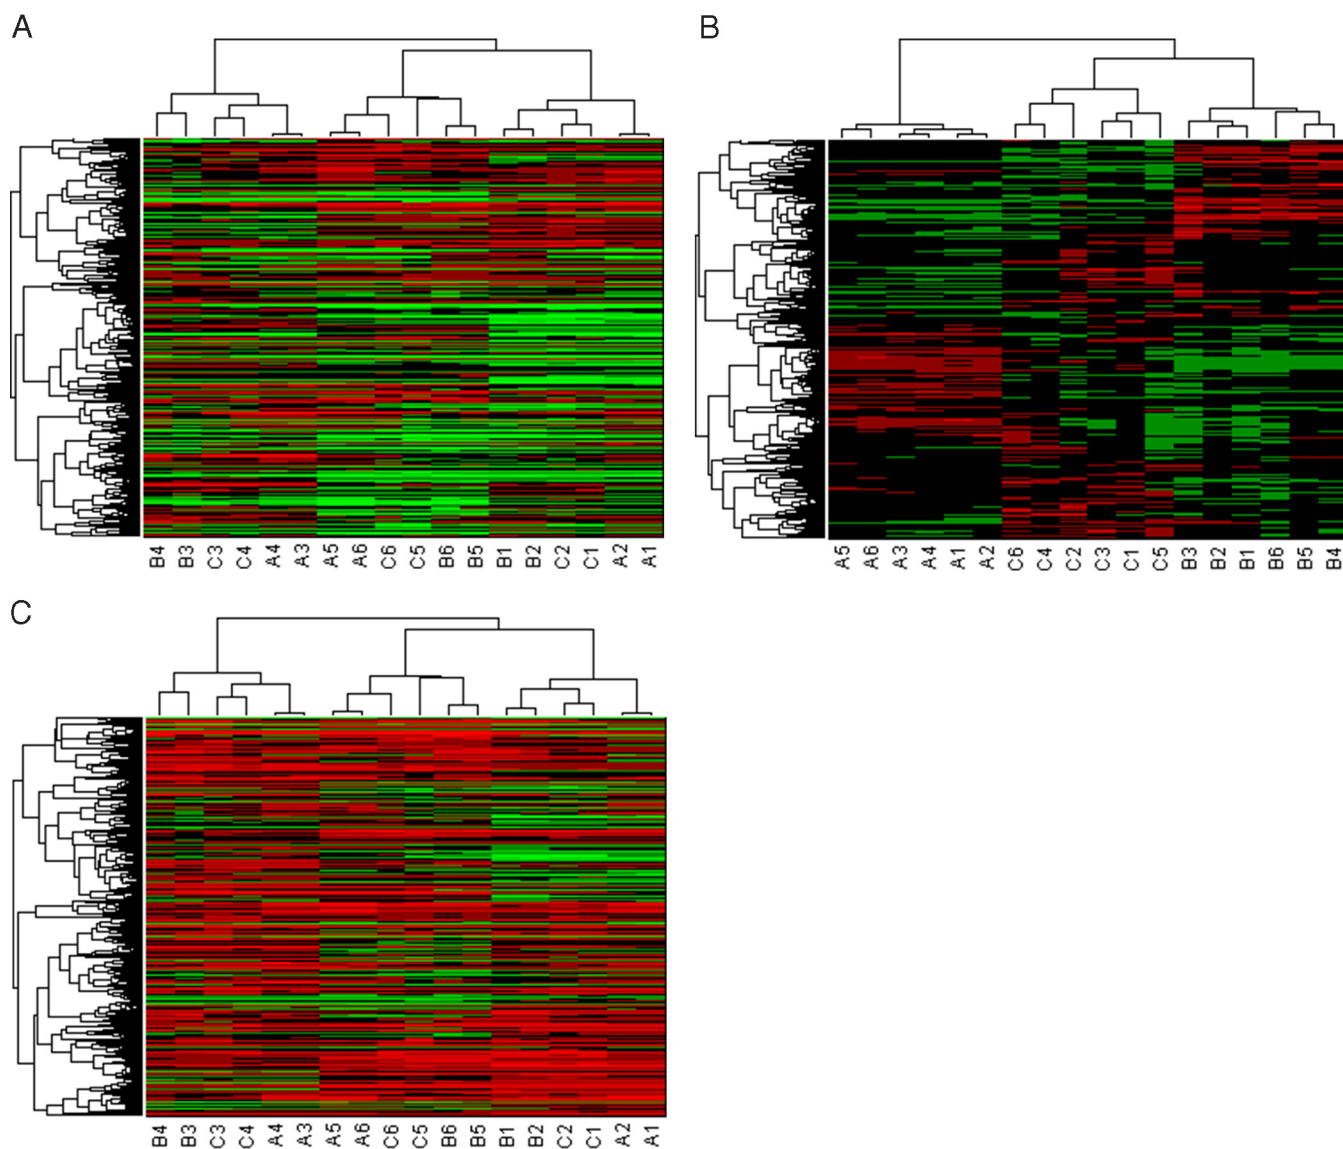 A
B
B4 B3 C3 C4 A4 A3 A5 A6 C6 C5 B6 B5 B1 B2 C2 C1 A2 A1
A5 A6 A3 A4 A1 A2 C6 C4 C2 C3 C1 C5 B3 B2 B1 B6 B5 B4
C
B4 B3 C3 C4 A4 A3 A5 A6 C6 C5 B6 B5 B1 B2 C2 C1 A2 A1